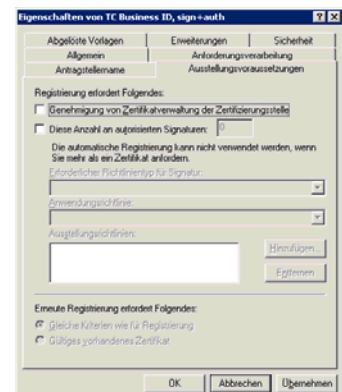 Eigenschaften von TC Business ID, sign+auth
Abgelöste Vorlagen
Erweiterungen
Sicherheit
Allgemein
Anforderungsverarbeitung
Antragstellername
Ausstellungsvoraussetzungen
Registrierung erfordert Folgendes:
Genehmigung von Zertifikatverwaltung der Zertifizierungsstelle
Diese Anzahl an autorisierten Signaturen:
0
Die automatische Registrierung kann nicht verwendet werden, wenn
Sie mehr als ein Zertifikat anfordern.
Erforderlicher Richtlinientyp für Signatur:
Anwendungsrichtlinie:
Ausstellungsrichtlinien:
Hinzufügen...
Entfernen
Erneute Registrierung erfordert Folgendes:
Gleiche Kriterien wie für Registrierung
Gültiges vorhandenes Zertifikat
OK
Abbrechen
Übernehmen